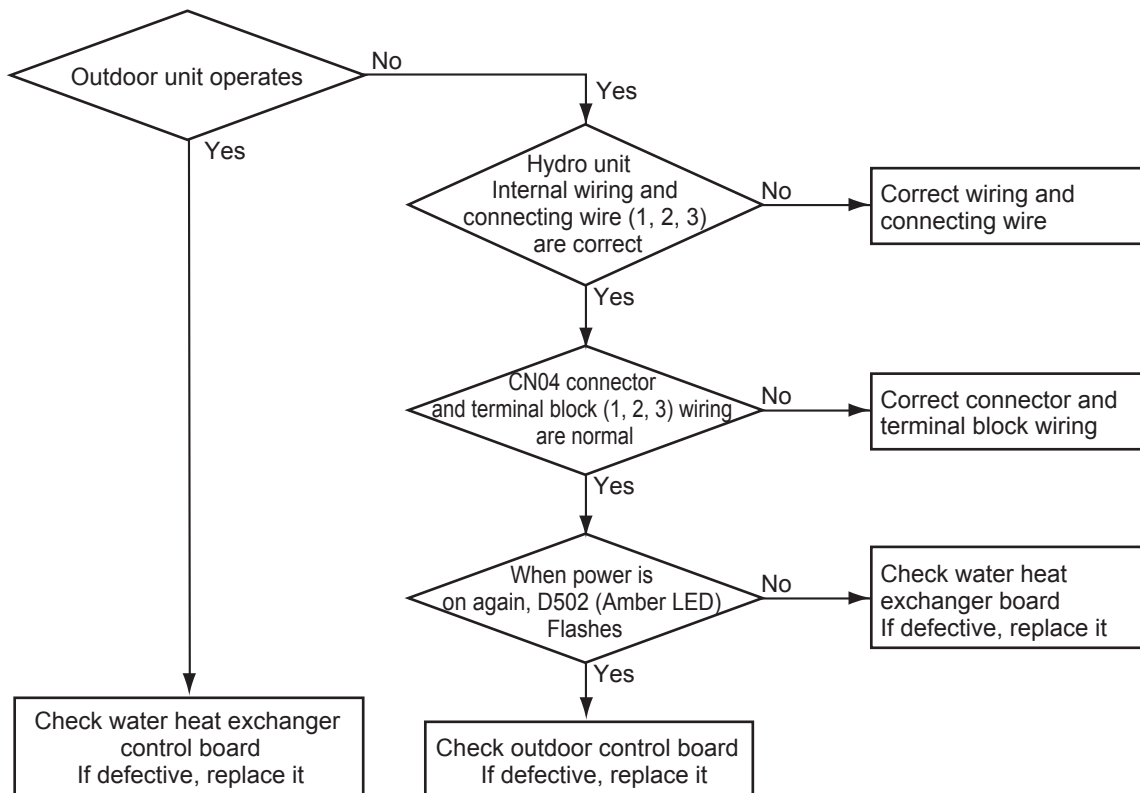 Outdoor unit operates
No
Yes
Yes
Hydro unit
Internal wiring and
connecting wire (1, 2, 3)
are correct
No
Correct wiring and
connecting wire
Yes
CN04 connector
and terminal block (1, 2, 3) wiring
are normal
No
Correct connector and
terminal block wiring
Yes
When power is
on again, D502 (Amber LED)
Flashes
No
Check water heat
exchanger board
If defective, replace it
Yes
Check water heat exchanger
control board
If defective, replace it
Check outdoor control board
If defective, replace it